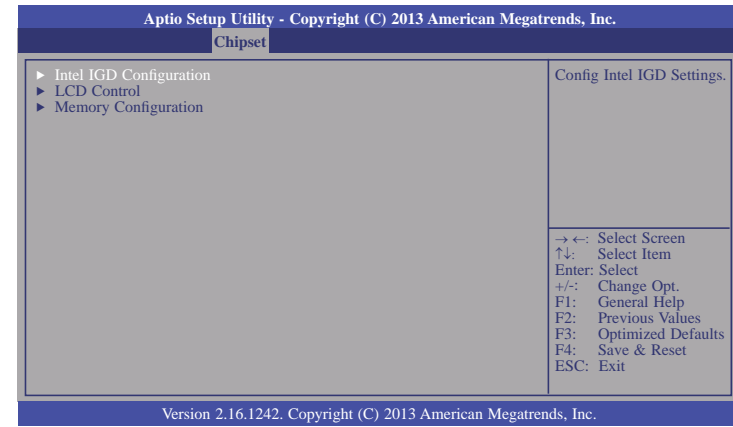 Aptio Setup Utility - Copyright (C) 2013 American Megatrends, Inc.
Chipset
► Intel IGD Configuration
► LCD Control
► Memory Configuration
Config Intel IGD Settings.
→ ←: Select Screen
↑↓: Select Item
Enter: Select
+/-: Change Opt.
F1: General Help
F2: Previous Values
F3: Optimized Defaults
F4: Save & Reset
ESC: Exit
Version 2.16.1242. Copyright (C) 2013 American Megatrends, Inc.